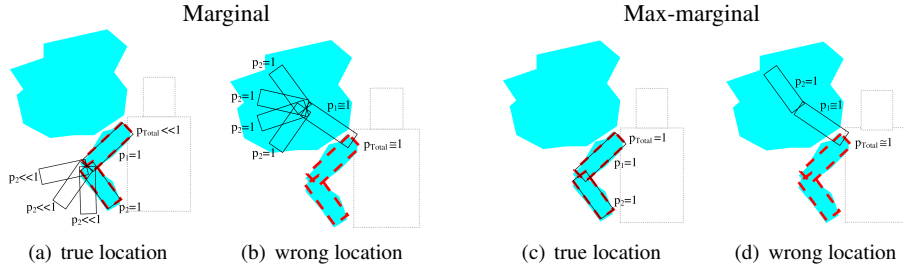 Marginal
Max-marginal
p2=1
p2=1
p2=1
p2=1
p1≅1
pTotal≅1
pTotal<<1
p1=1
p2<<1
p2<<1
p2<<1
p2=1
pTotal=1
p1=1
p2=1
p2=1
p1≅1
pTotal≅1
(a) true location
(b) wrong location
(c) true location
(d) wrong location